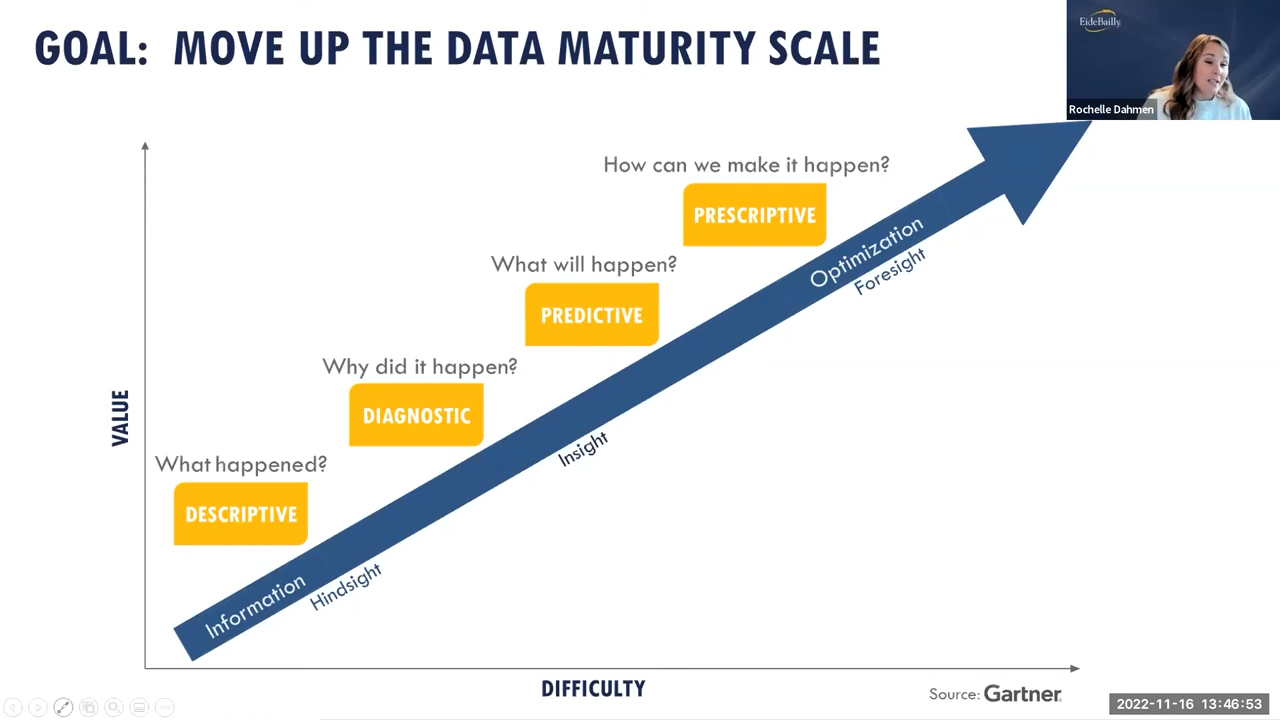 GOAL: MOVE UP THE DATA MATURITY SCALE
EideBailly
Rochelle Dahmen
How can we make it happen?
PRESCRIPTIVE
What will happen?
PREDICTIVE
Why did it happen?
DIAGNOSTIC
What happened?
DESCRIPTIVE
Information
Hindsight
Insight
Optimization
Foresight
VALUE
DIFFICULTY
Source: Gartner
2022-11-16 13:46:53